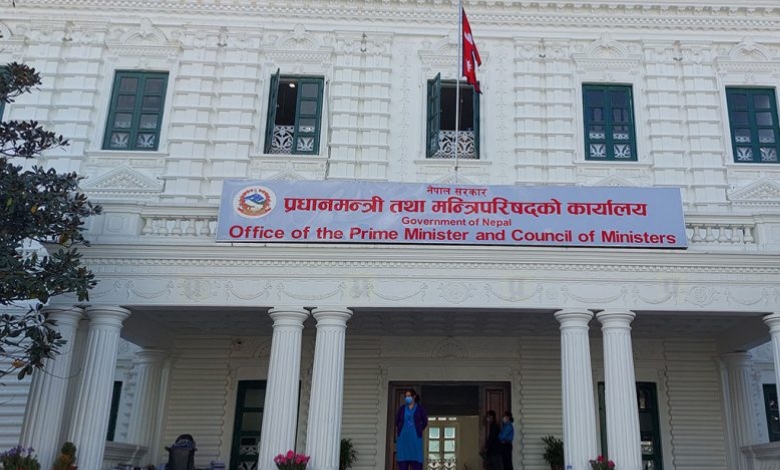 नेपाल सरकार
प्रधानमन्त्री तथा मन्त्रिपरिषद्को कार्यालय
Government of Nepal
Office of the Prime Minister and Council of Ministers